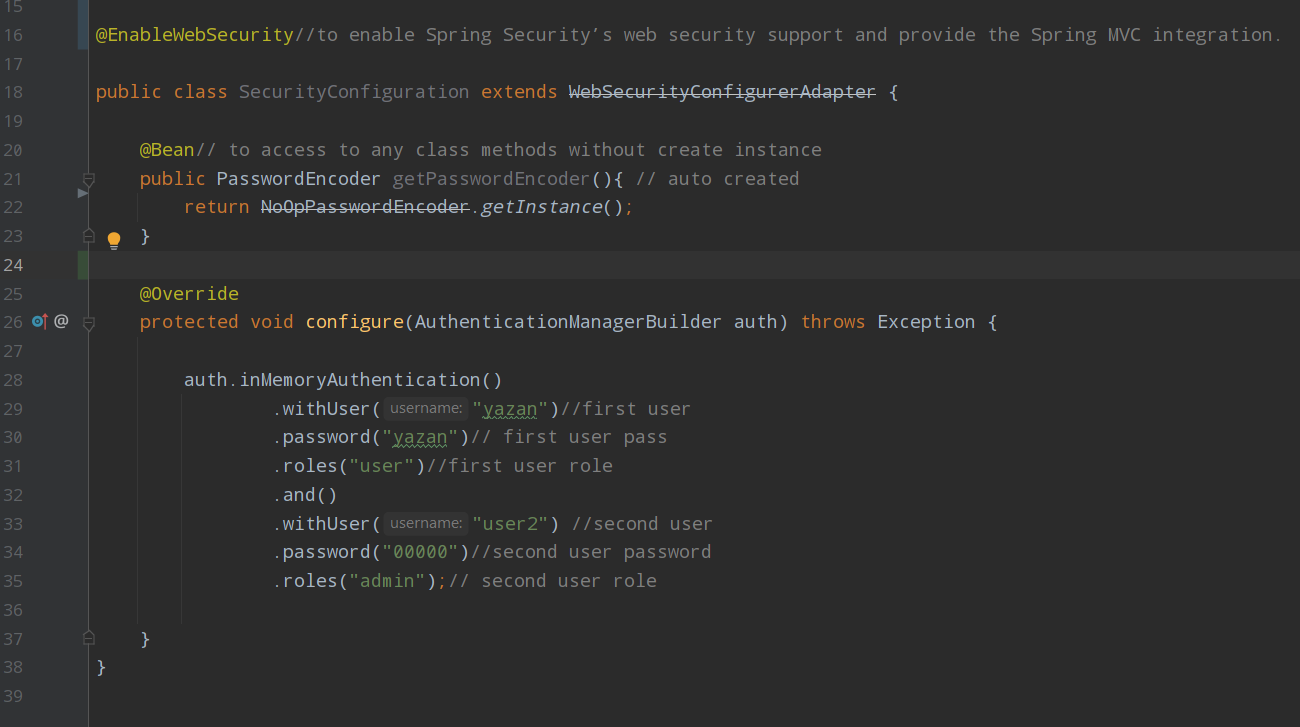 15
16 @EnableWebSecurity//to enable Spring Security’s web security support and provide the Spring MVC integration.
17
18 public class SecurityConfiguration extends WebSecurityConfigurerAdapter {
19
20 @Bean// to access to any class methods without create instance
21 public PasswordEncoder getPasswordEncoder(){ // auto created
22 return NoOpPasswordEncoder.getInstance();
23 }
24
25 @Override
26 @ protected void configure(AuthenticationManagerBuilder auth) throws Exception {
27
28 auth.inMemoryAuthentication()
29 .withUser( username: "yazan")//first user
30 .password("yazan")// first user pass
31 .roles("user")//first user role
32 .and()
33 .withUser( username: "user2") //second user
34 .password("00000")//second user password
35 .roles("admin");// second user role
36
37 }
38 }
39